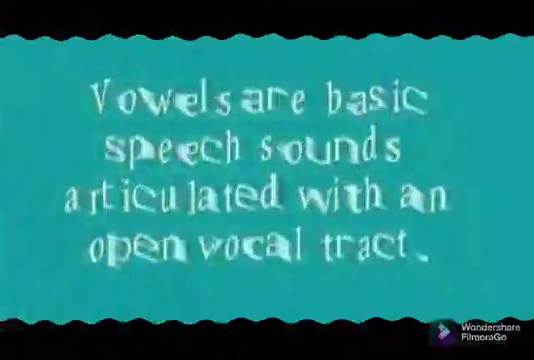 Vowels are basic
speech sounds
articulated with an
open vocal tract.
Wondershare
FilmoraGo